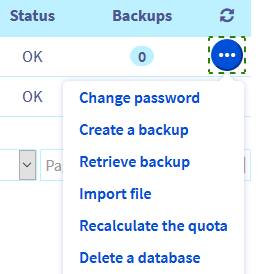 Status Backups
OK 0
Change password
OK
Create a backup
Retrieve backup
Pa
Import file
Recalculate the quota
Delete a database